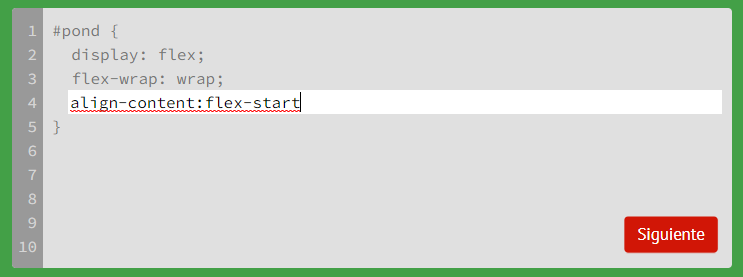 1 #pond {
2 display: flex;
3 flex-wrap: wrap;
4 align-content:flex-start
5 }
6
7
8
9
10
Siguiente